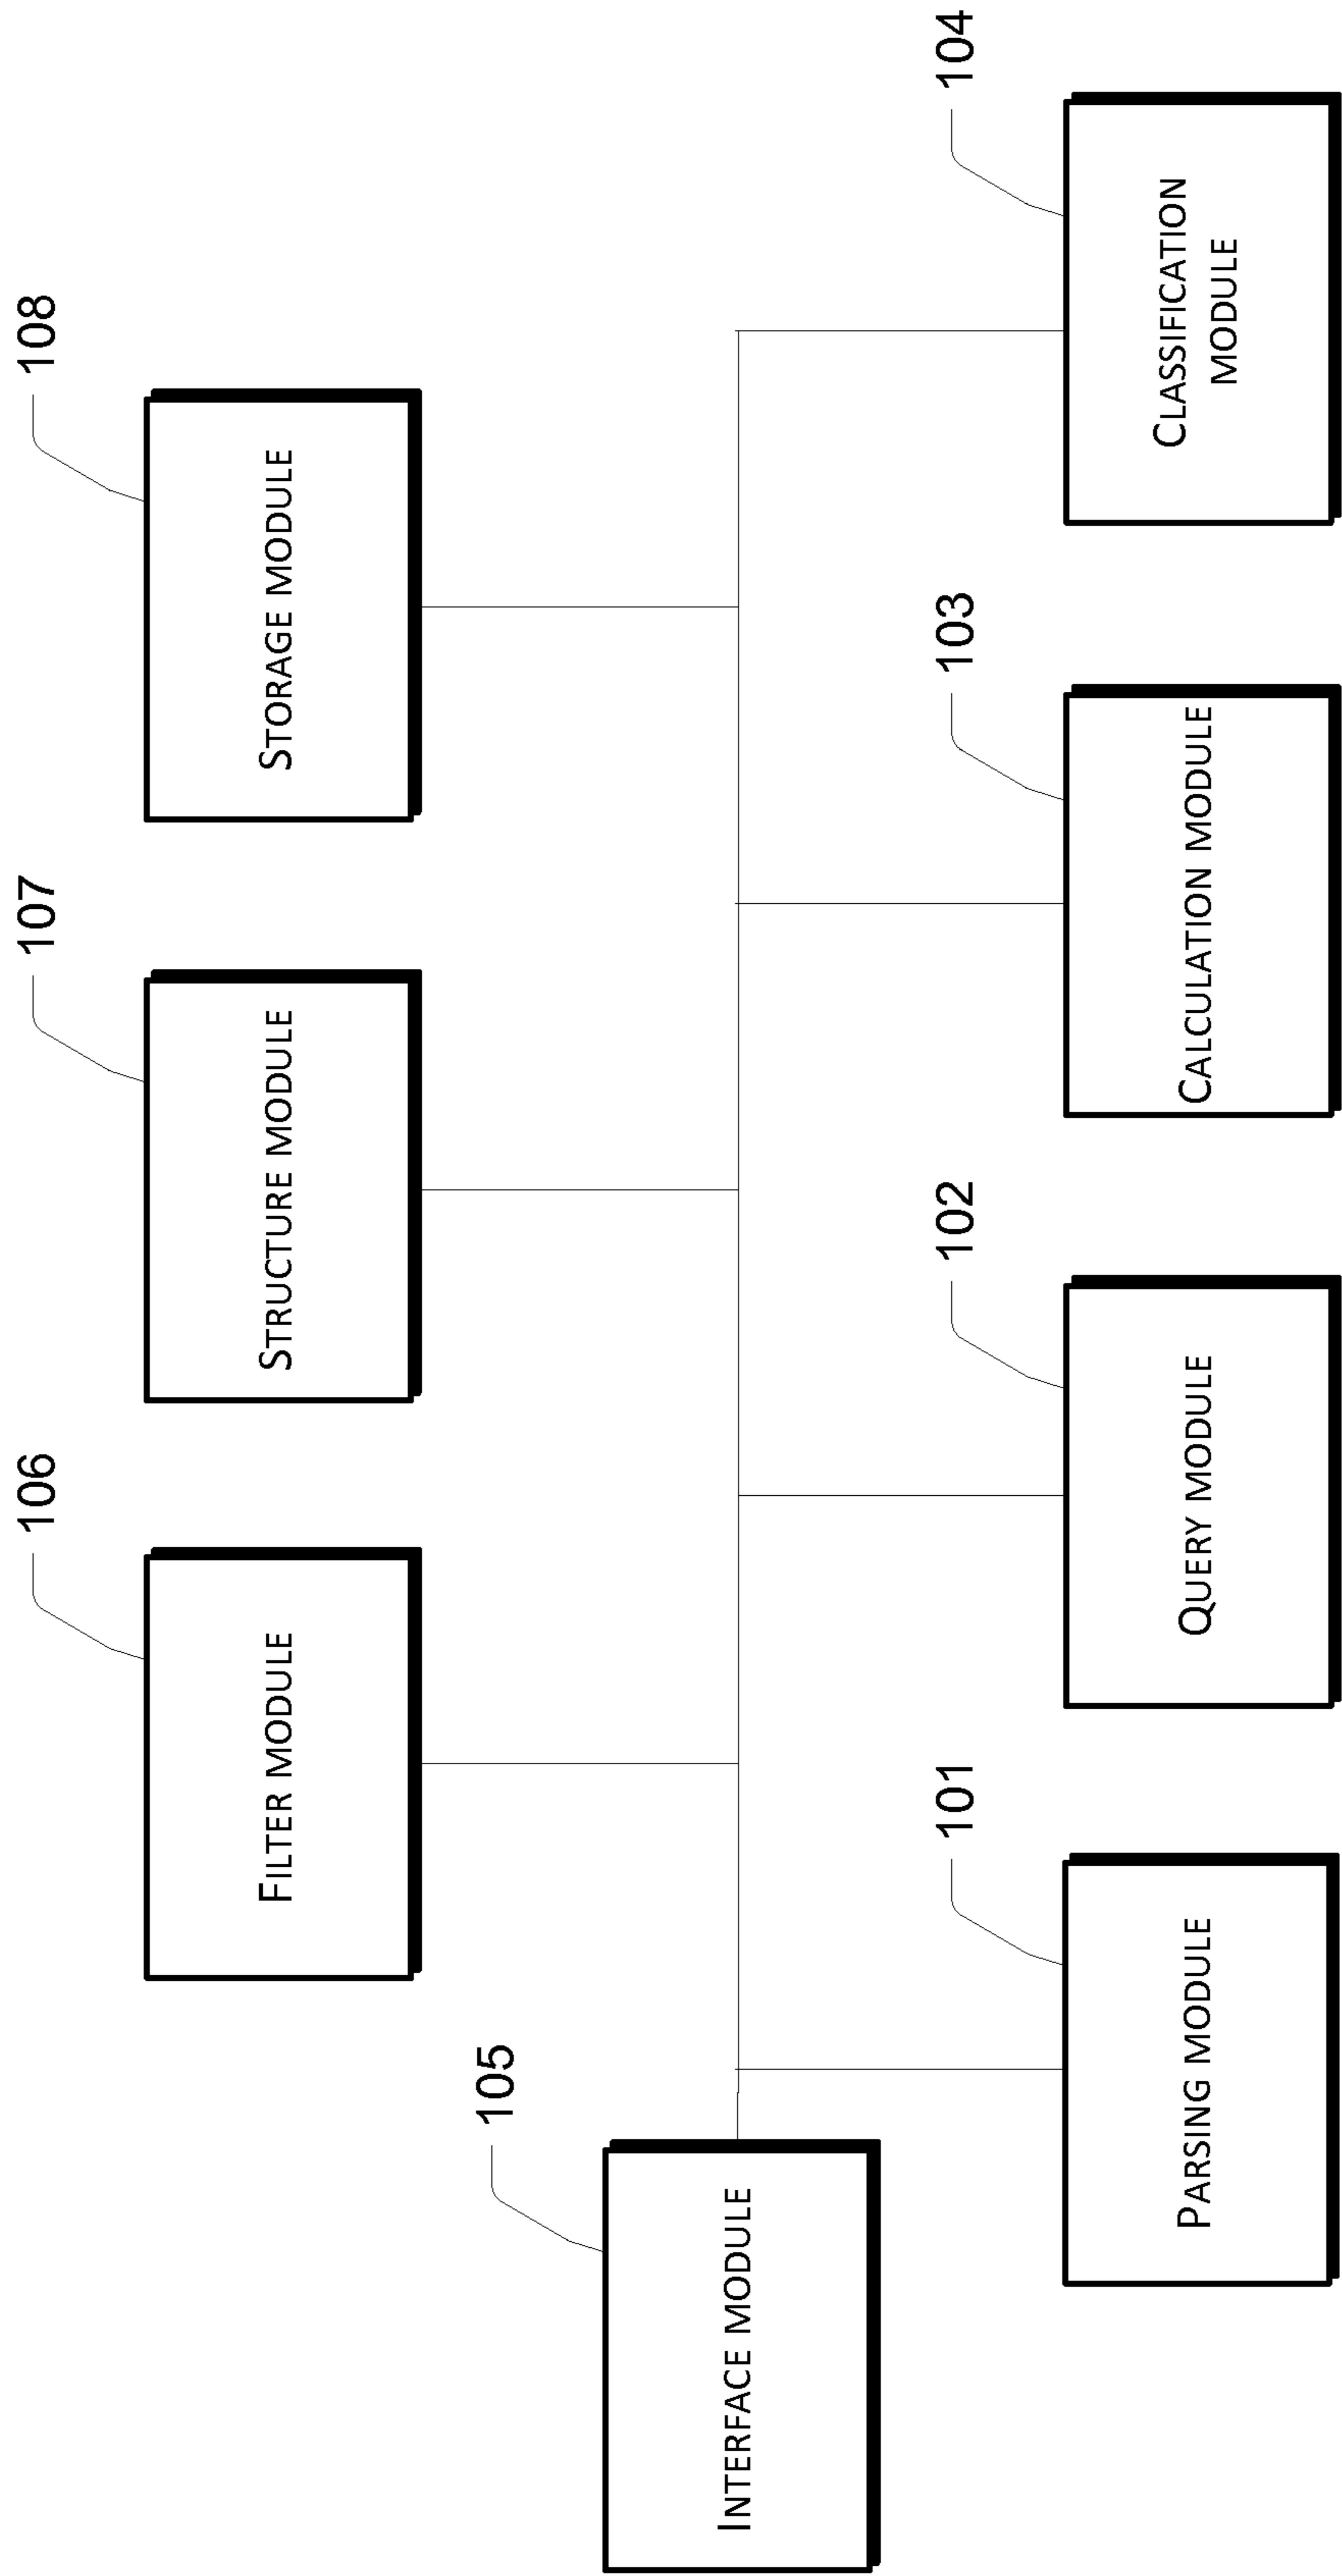 106
107
108
FILTER MODULE
STRUCTURE MODULE
STORAGE MODULE
105
INTERFACE MODULE
101
102
103
104
PARSING MODULE
QUERY MODULE
CALCULATION MODULE
CLASSIFICATION
MODULE